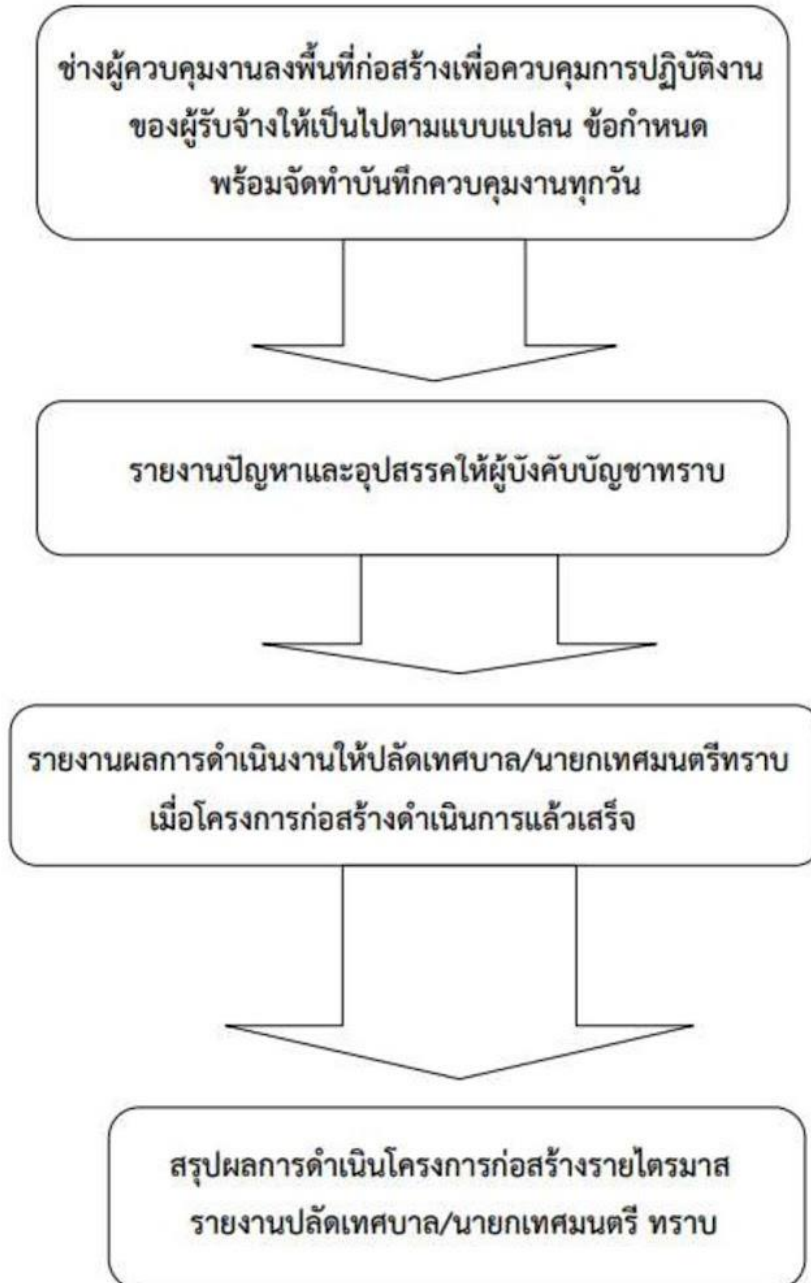 ช่างผู้ควบคุมงานลงพื้นที่ก่อสร้างเพื่อควบคุมการปฏิบัติงาน
ของผู้รับจ้างให้เป็นไปตามแบบแปลน ข้อกำหนด
พร้อมจัดทำบันทึกควบคุมงานทุกวัน
รายงานปัญหาและอุปสรรคให้ผู้บังคับบัญชาทราบ
รายงานผลการดำเนินงานให้ปลัดเทศบาล/นายกเทศมนตรีทราบ
เมื่อโครงการก่อสร้างดำเนินการแล้วเสร็จ
สรุปผลการดำเนินโครงการก่อสร้างรายไตรมาส
รายงานปลัดเทศบาล/นายกเทศมนตรี ทราบ